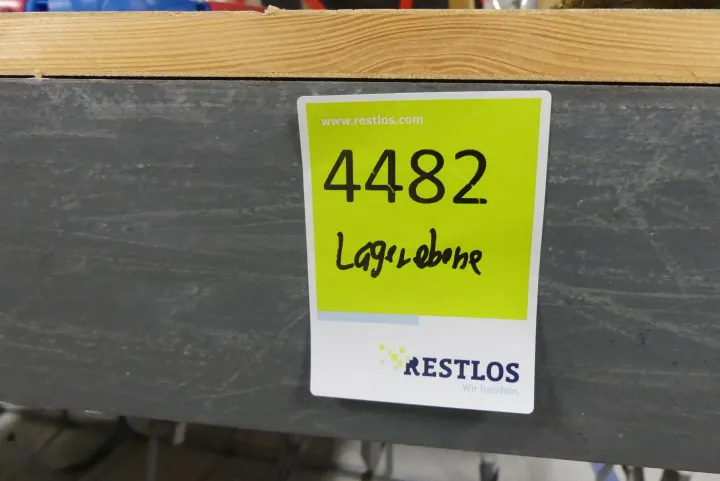 www.restlos.com
4482
Lagerebene
RESTLOS
Wir handeln.